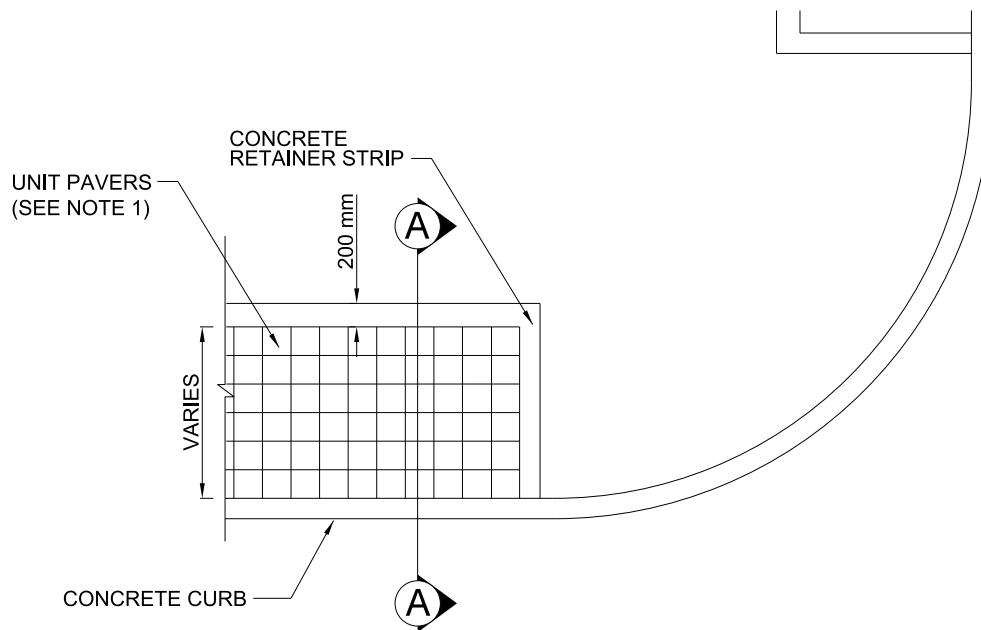 CONCRETE
RETAINER STRIP
UNIT PAVERS
(SEE NOTE 1)
200 mm
A
VARIES
CONCRETE CURB
A